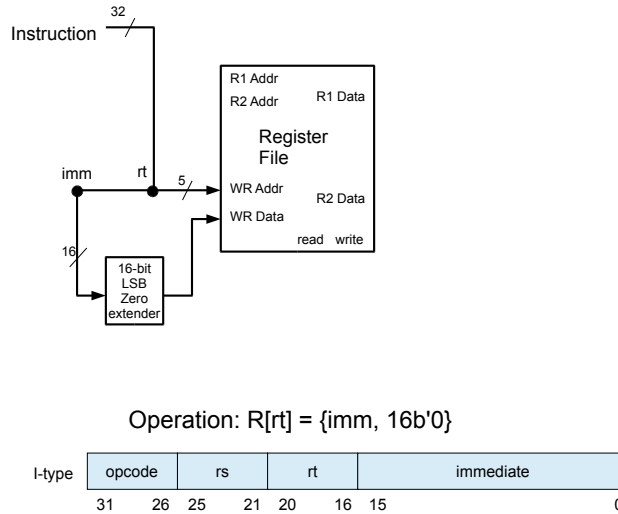 32
Instruction
R1 Addr
R2 Addr R1 Data
Register
File
imm rt 5
WR Addr R2 Data
WR Data
read write
16
16-bit
LSB
Zero
extender
Operation: R[rt] = {imm, 16b'0}
I-type opcode rs rt immediate
31 26 25 21 20 16 15 0